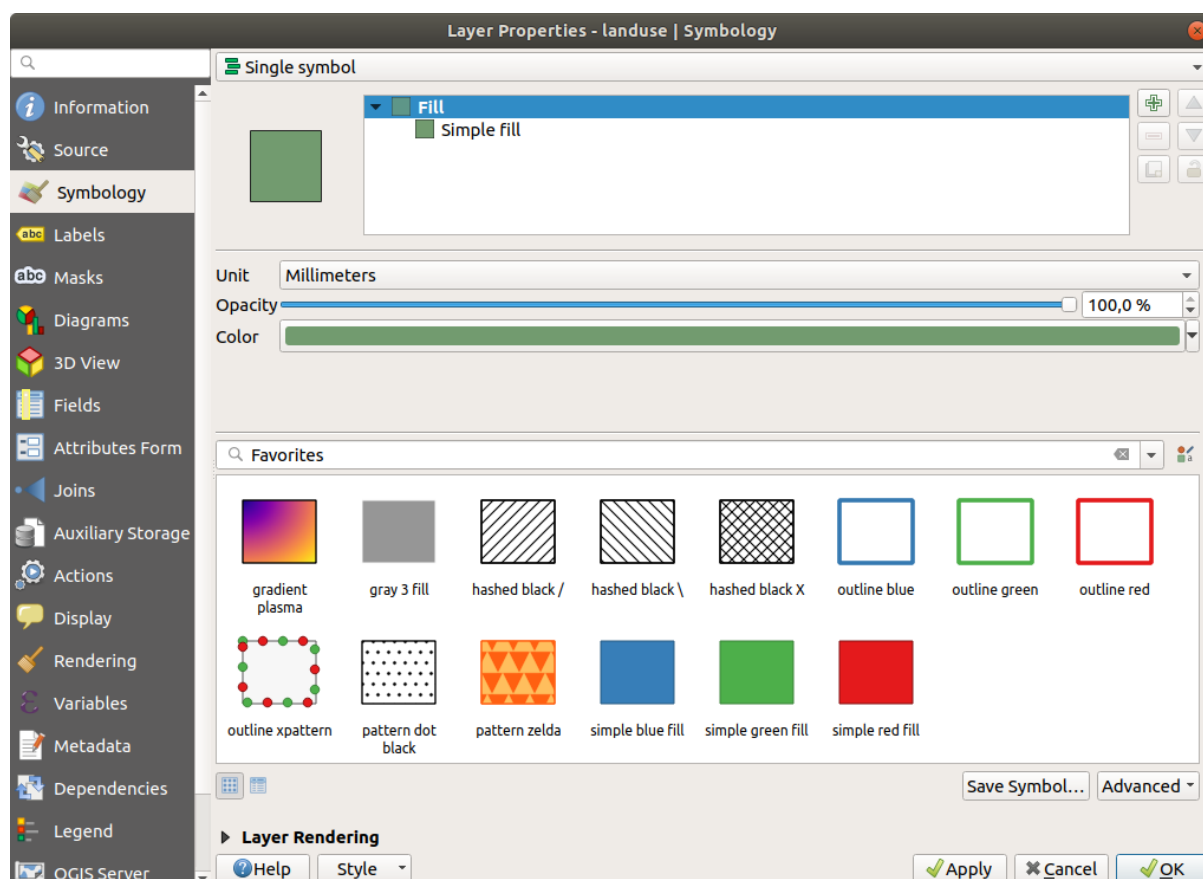 Layer Properties - landuse | Symbology
Single symbol
Information
Source
Symbology
Labels
Masks
Diagrams
3D View
Fields
Attributes Form
Joins
Auxiliary Storage
Actions
Display
Rendering
Variables
Metadata
Dependencies
Legend
QGIS Server
abc
abc
Fill
Simple fill
Unit
Millimeters
Opacity
100,0 %
Color
Favorites
gradient
plasma
gray 3 fill
hashed black /
hashed black \
hashed black X
outline blue
outline green
outline red
outline xpattern
pattern dot
black
pattern zelda
simple blue fill
simple green fill
simple red fill
Save Symbol...
Advanced
Layer Rendering
Help
Style
Apply
Cancel
OK